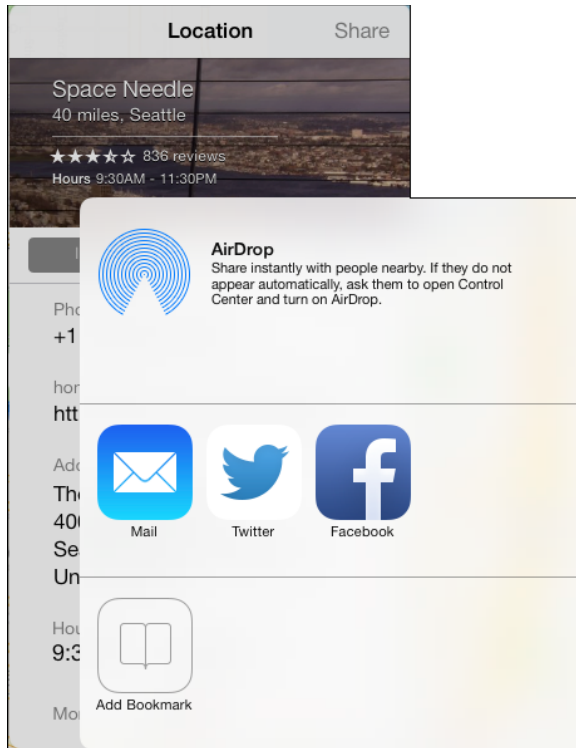 Location
Share
Space Needle
40 miles, Seattle
836 reviews
Hours 9:30AM - 11:30PM
AirDrop
Share instantly with people nearby. If they do not
appear automatically, ask them to open Control
Center and turn on AirDrop.
+1
Mail
Twitter
Facebook
Add Bookmark